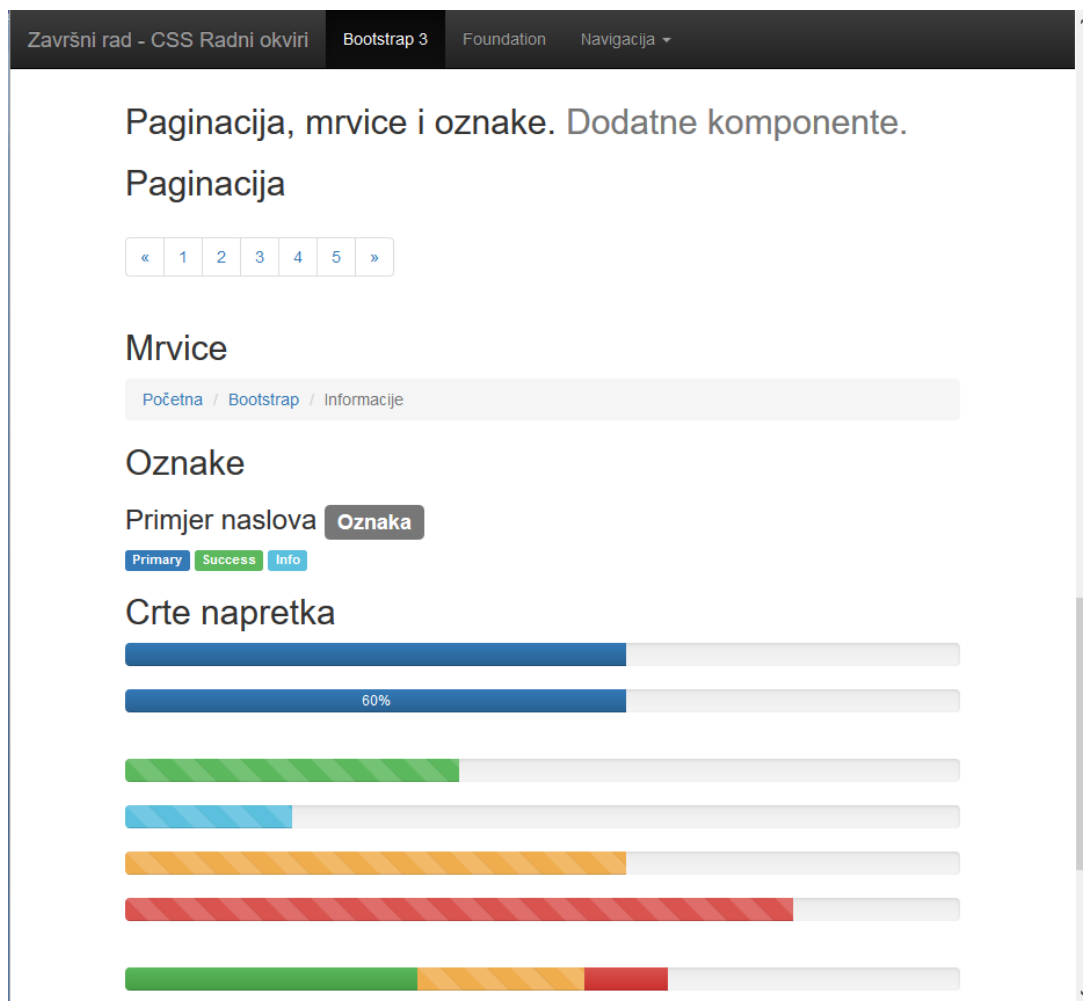 Završni rad - CSS Radni okviri Bootstrap 3 Foundation Navigacija
Paginacija, mrvice i oznake. Dodatne komponente.
Paginacija
« 1 2 3 4 5 »
Mrvice
Početna / Bootstrap / Informacije
Oznake
Primjer naslova Oznaka
Primary Success Info
Crte napretka
60%